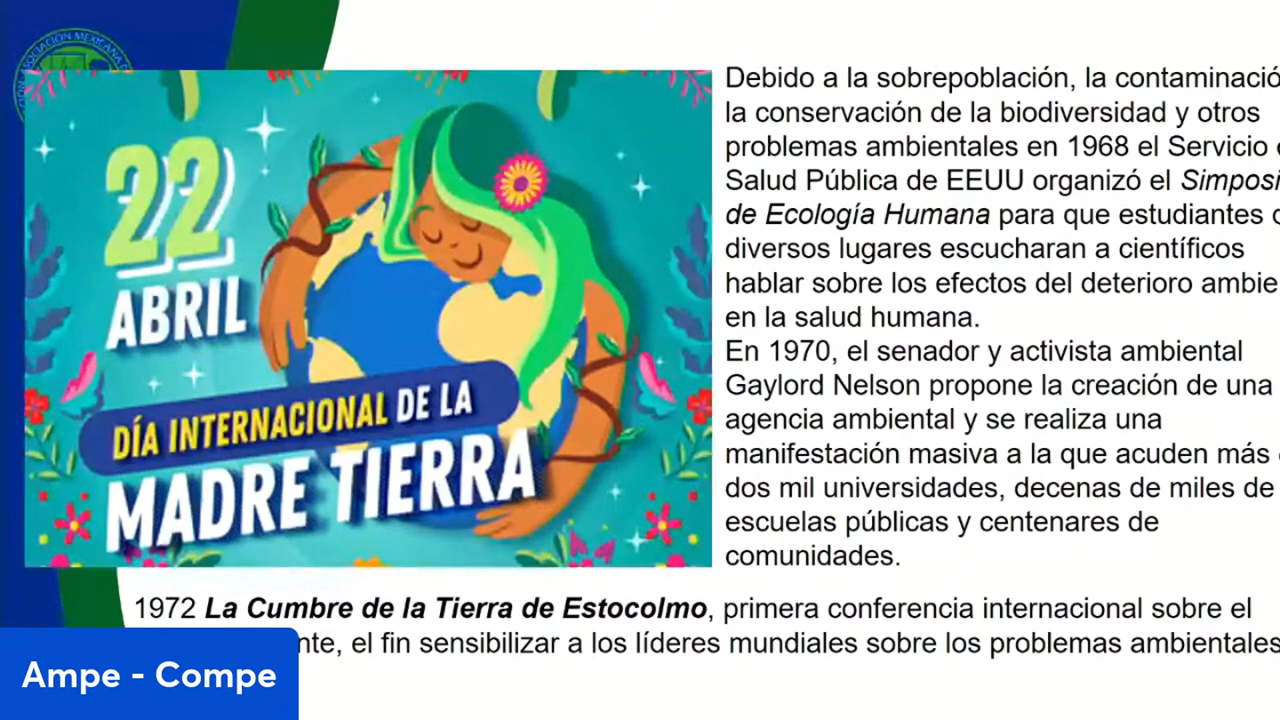 ASOCIACIÓN MEXICANA
22
ABRIL
DÍA INTERNACIONAL DE LA
MADRE TIERRA
Debido a la sobrepoblación, la
la conservación de la biodiversidad y otros
problemas ambientales en 1968 el Servicio
Salud Pública de EEUU organizó el
de Ecología Humana para que estudiantes
diversos lugares escucharan a científicos
hablar sobre los efectos del deterioro
en la salud humana.
En 1970, el senador y activista ambiental
Gaylord Nelson propone la creación de una
agencia ambiental y se realiza una
manifestación masiva a la que acuden más
dos mil universidades, decenas de miles de
escuelas públicas y centenares de
comunidades.
1972 La Cumbre de la Tierra de Estocolmo, primera conferencia internacional sobre el
el fin sensibilizar a los líderes mundiales sobre los problemas ambientales
Ampe - Compe